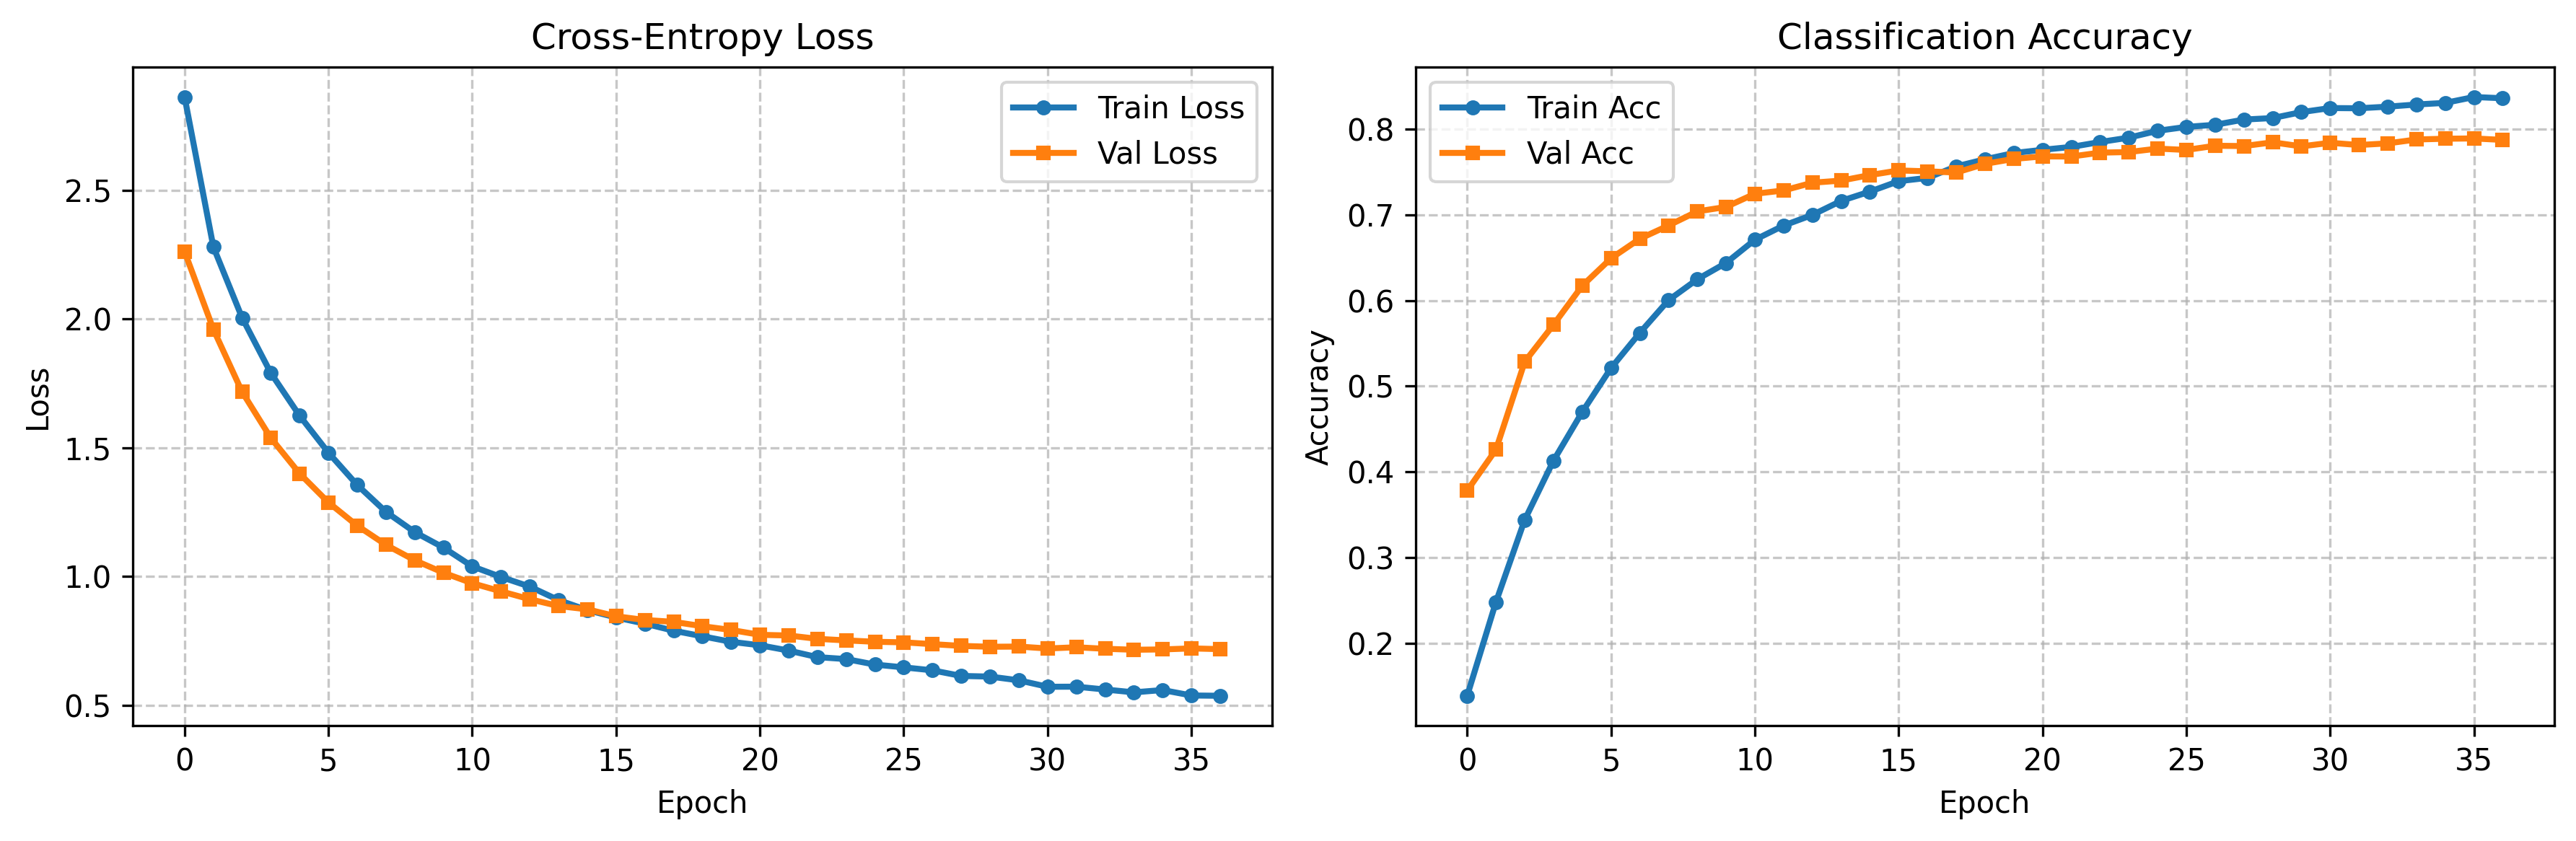 Cross-Entropy Loss
Train Loss
Val Loss
2.5
2.0
1.5
1.0
0.5
Loss
0 5 10 15 20 25 30 35
Epoch
Classification Accuracy
Train Acc
Val Acc
0.8
0.7
0.6
0.5
0.4
0.3
0.2
Accuracy
0 5 10 15 20 25 30 35
Epoch